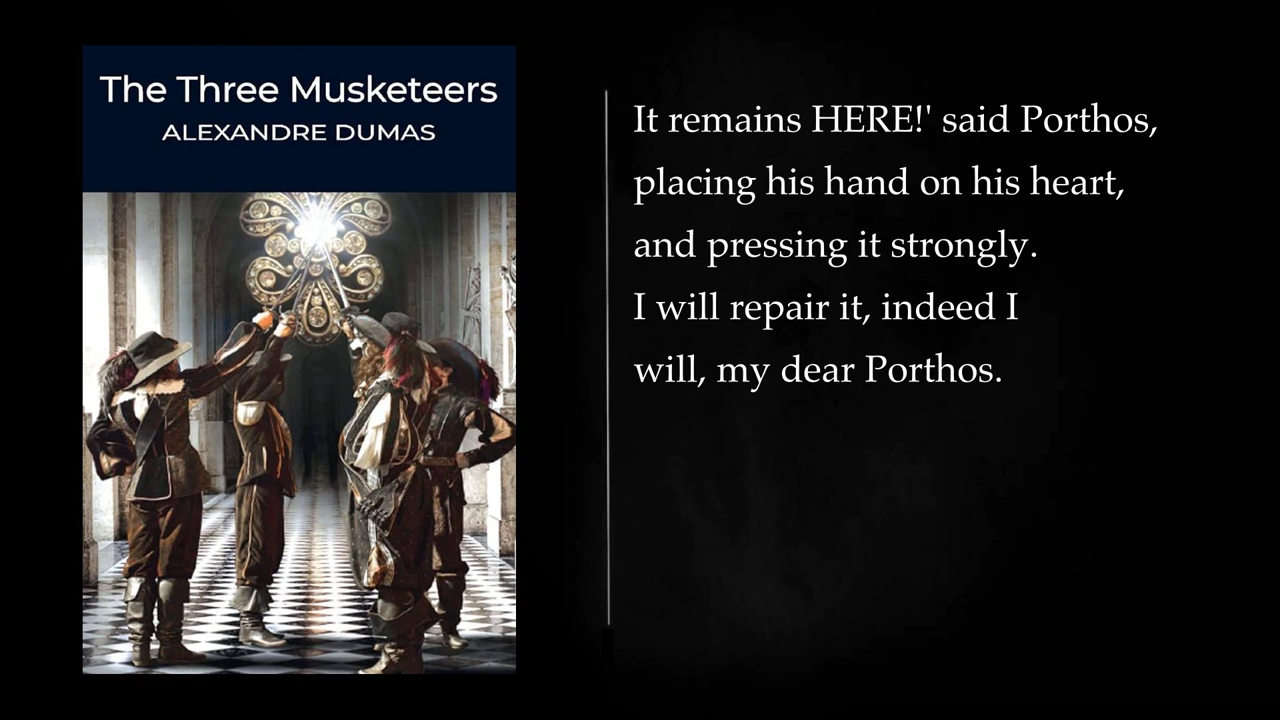 The Three Musketeers
ALEXANDRE DUMAS
It remains HERE!' said Porthos,
placing his hand on his heart,
and pressing it strongly.
I will repair it, indeed I
will, my dear Porthos.